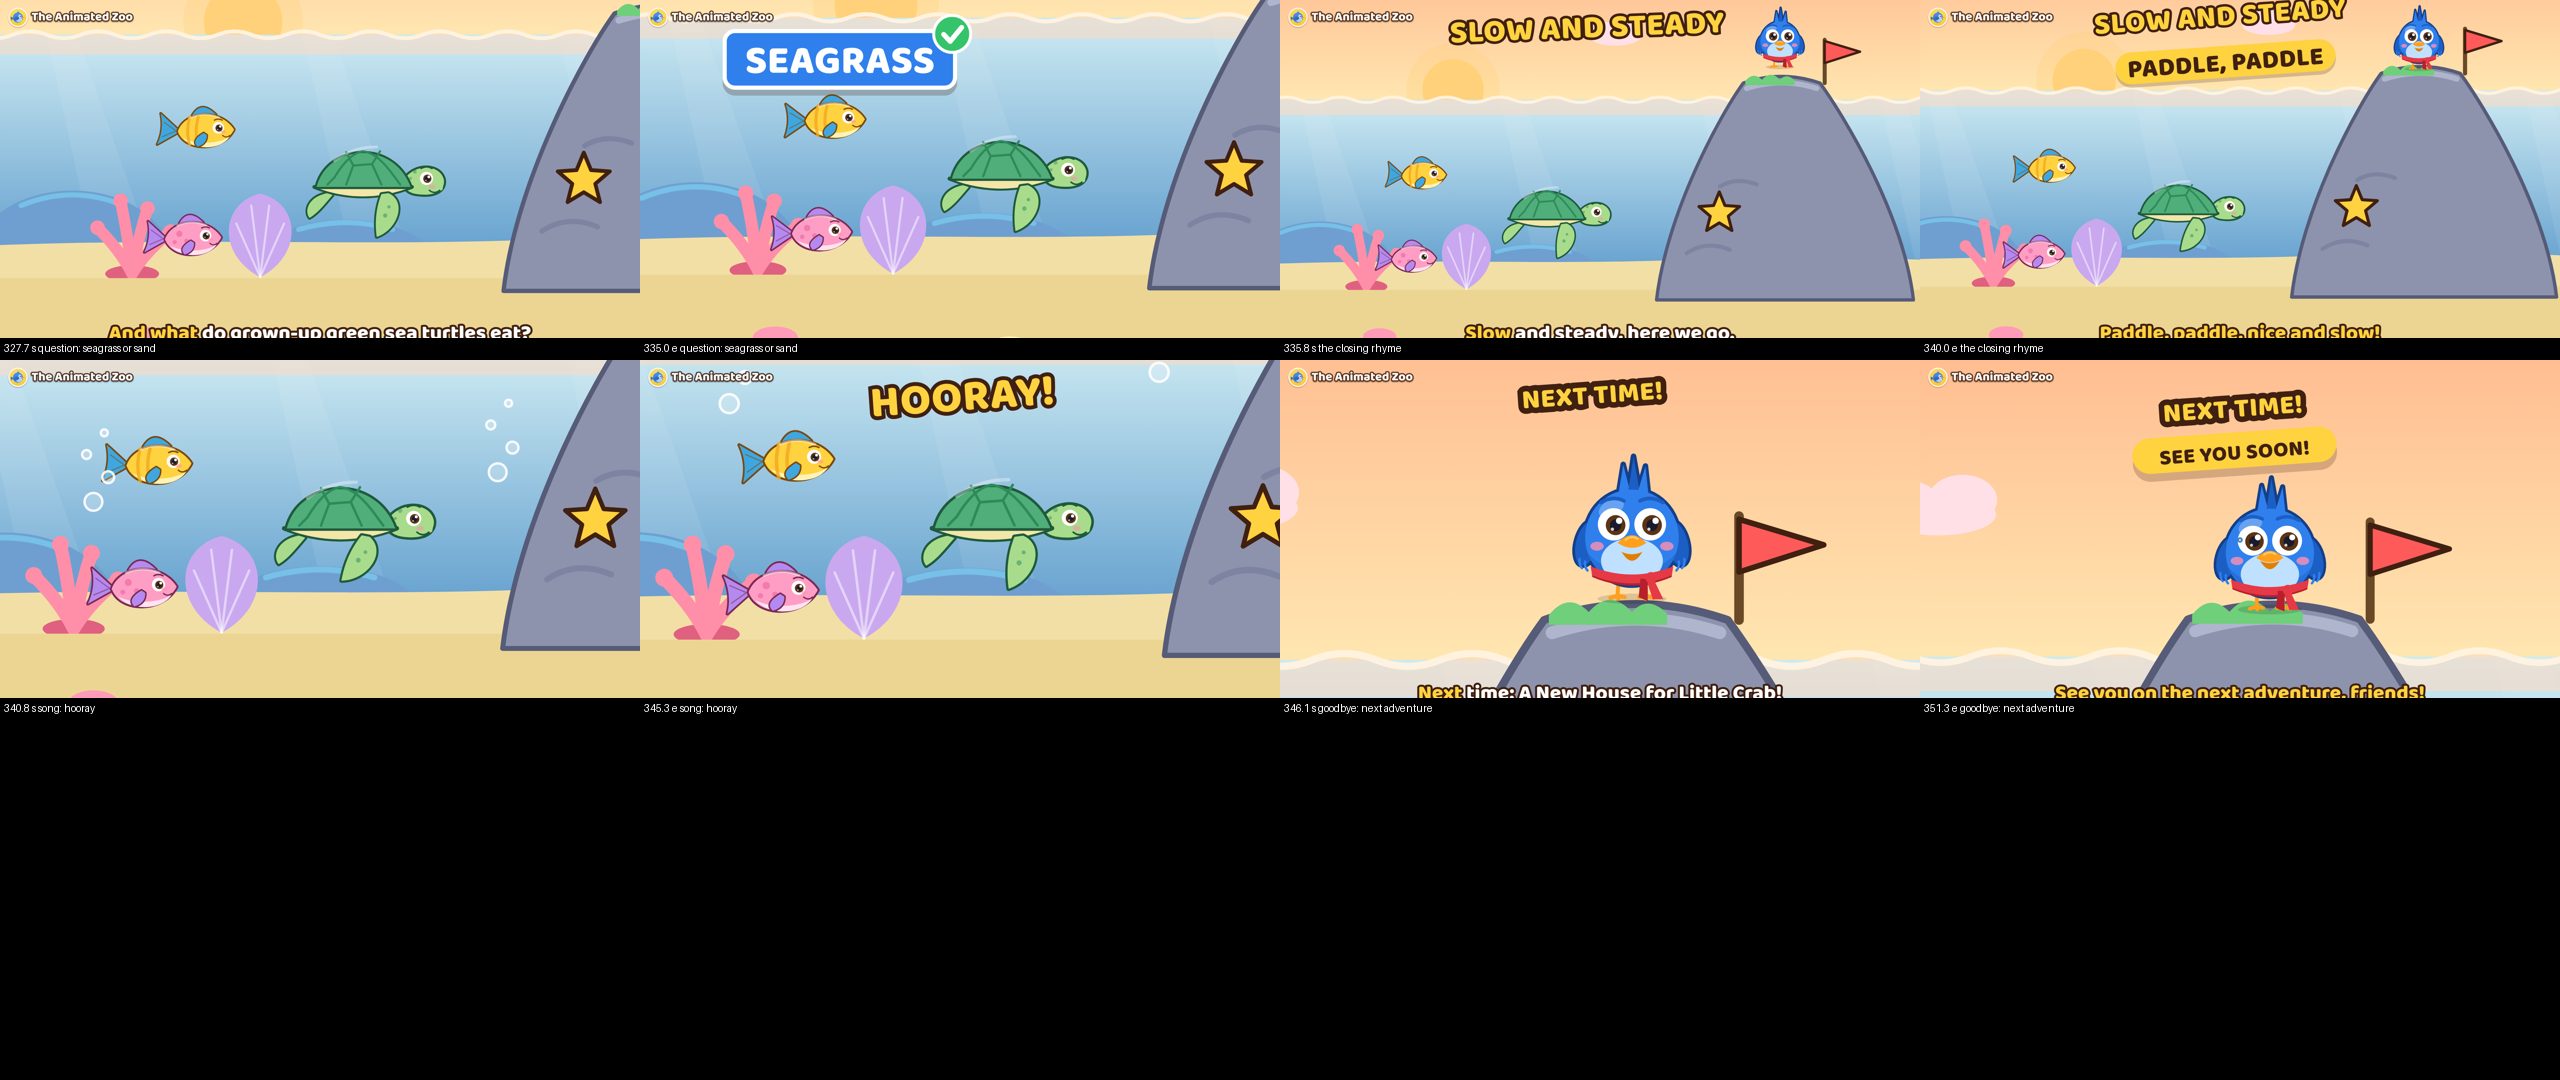 The Animated Zoo
And what do grown-up green sea turtles eat?
327.7 s question: seagrass or sand
The Animated Zoo
SEAGRASS
335.0 e question: seagrass or sand
The Animated Zoo
SLOW AND STEADY
Slow and steady, here we go.
335.8 s the closing rhyme
The Animated Zoo
SLOW AND STEADY
PADDLE, PADDLE
Paddle, paddle, nice and slow!
340.0 e the closing rhyme
The Animated Zoo
340.8 s song: hooray
The Animated Zoo
HOORAY!
345.3 e song: hooray
The Animated Zoo
NEXT TIME!
Next time: A New House for Little Crab!
346.1 s goodbye: next adventure
The Animated Zoo
NEXT TIME!
SEE YOU SOON!
See you on the next adventure, friends!
351.3 e goodbye: next adventure